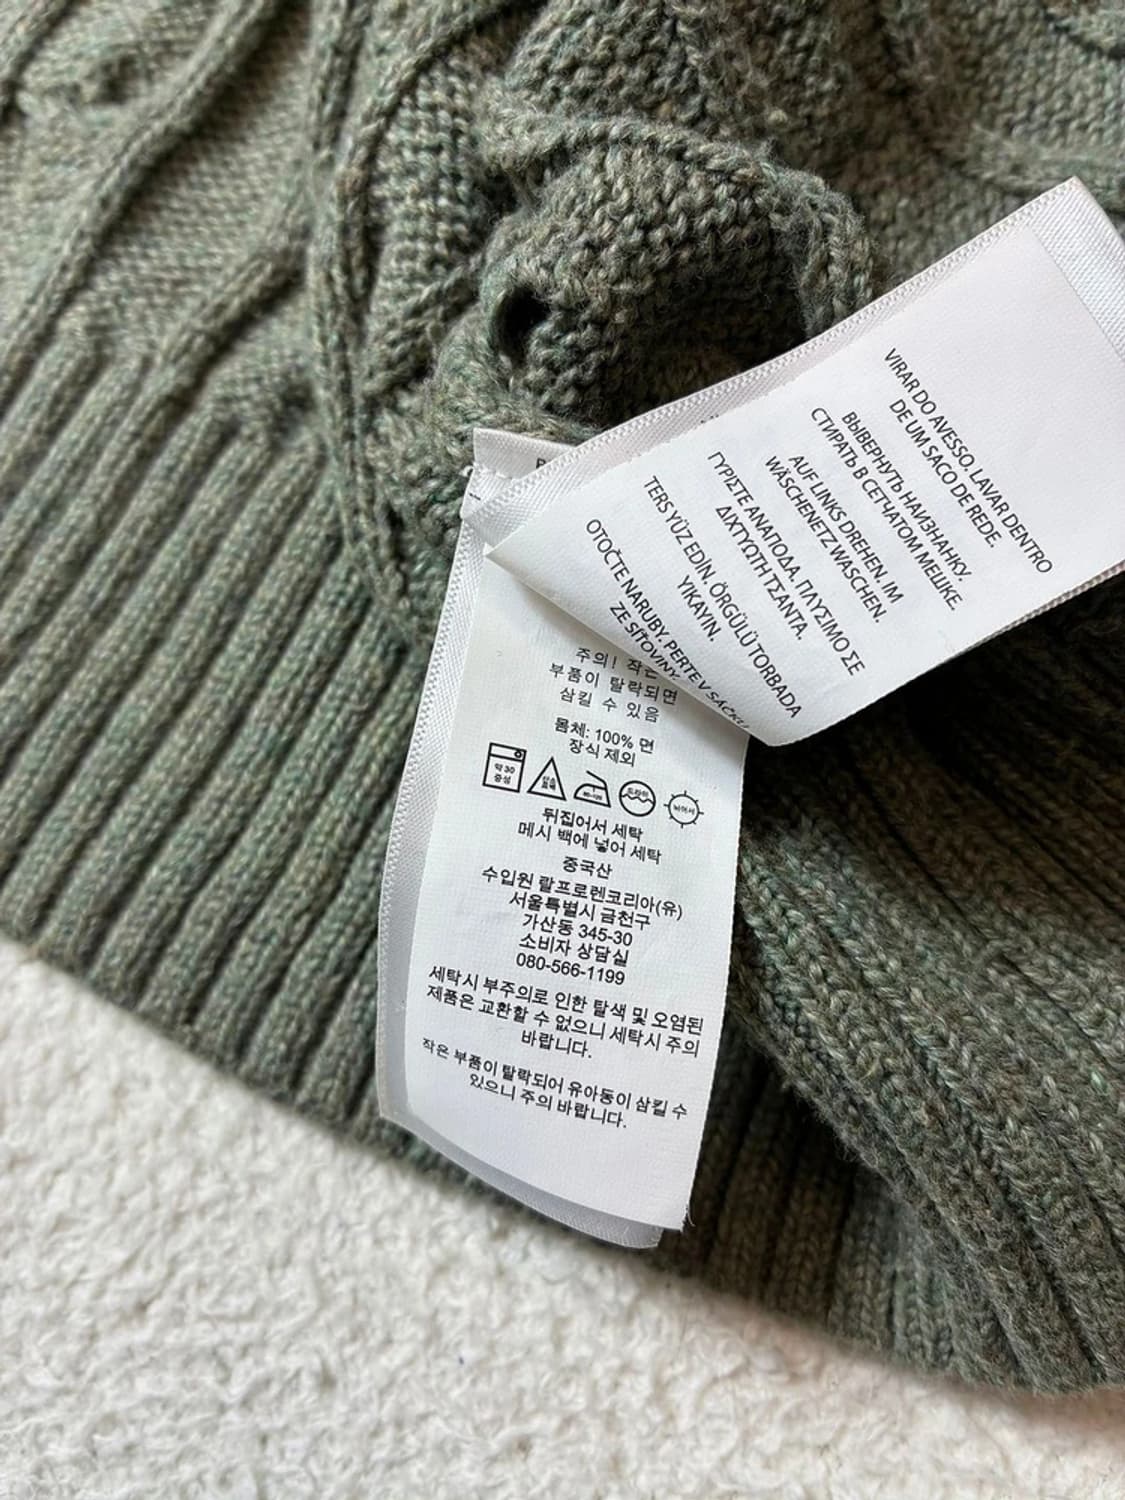 VIRAR DO AVESSO. LAVAR DENTRO
DE UM SACO DE REDE.
ВЫВЕРНУТЬ НАИЗНАНКУ.
СТИРАТЬ В СЕТЧАТОМ МЕШКЕ.
AUF LINKS DREHEN. IM
WÄSCHENETZ WASCHEN.
ΓΥΡΙΣΤΕ ΑΝΑΠΟΔΑ. ΠΛΥΣΙΜΟ ΣΕ
ΔΙΧΤΥΩΤΗ ΤΣΑΝΤΑ.
TERS YÜZ EDIN. ÖRGÜLÜ TORBADA
YIKAYIN.
OTOČTE NARUBY. PERTE V SÁČKU
ZE SÍŤOVINY.
주의! 작은
부품이 탈락되면
삼킬 수 있음
몸체: 100% 면
장식 제외
약 30
중성
80-120
드라이
뉘어서
뒤집어서 세탁
메시 백에 넣어 세탁
중국산
수입원 랄프로렌코리아(유)
서울특별시 금천구
가산동 345-30
소비자 상담실
080-566-1199
세탁시 부주의로 인한 탈색 및 오염된
제품은 교환할 수 없으니 세탁시 주의
바랍니다.
작은 부품이 탈락되어 유아동이 삼킬 수
있으니 주의 바랍니다.